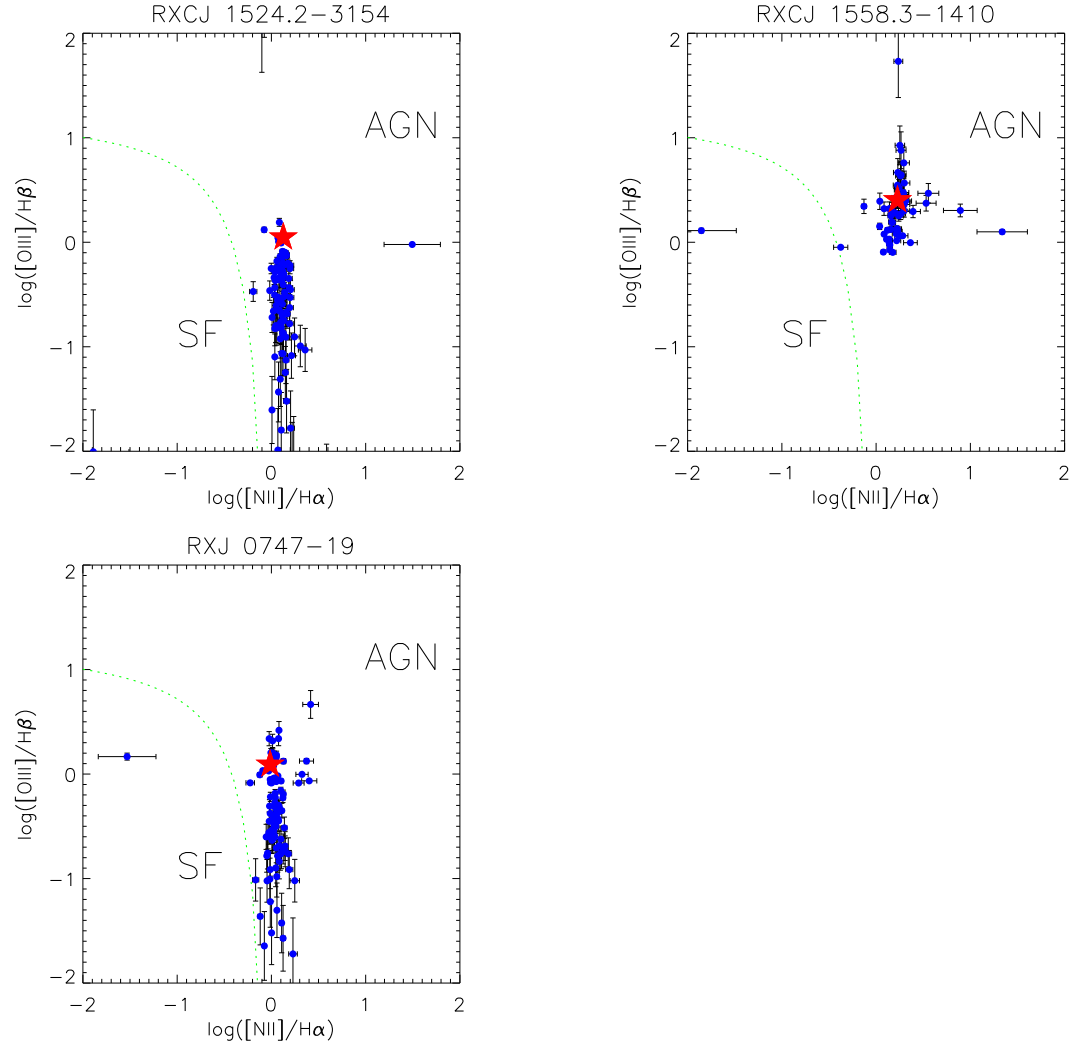 RXCJ 1524.2−3154
2
1
0
−1
−2
log([OIII]/Hβ)
AGN
SF
−2
−1
0
1
2
log([NII]/Hα)
RXCJ 1558.3−1410
2
1
0
−1
−2
log([OIII]/Hβ)
AGN
SF
−2
−1
0
1
2
log([NII]/Hα)
RXJ 0747−19
2
1
0
−1
−2
log([OIII]/Hβ)
AGN
SF
−2
−1
0
1
2
log([NII]/Hα)